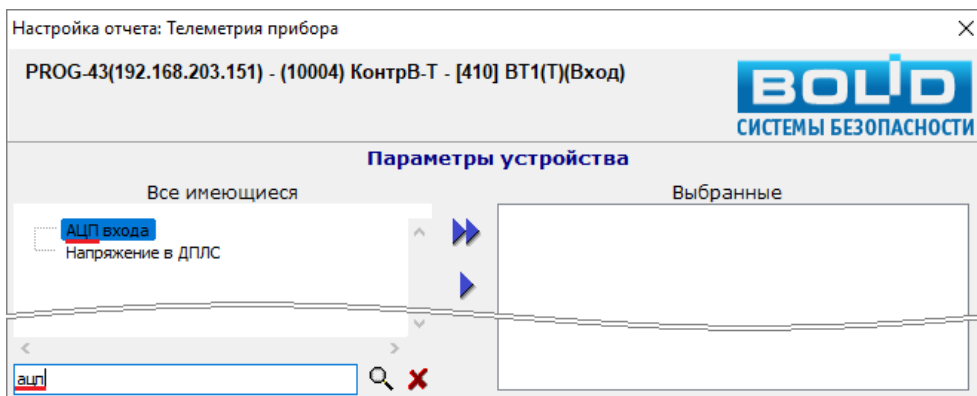 Настройка отчета: Телеметрия прибора
PROG-43(192.168.203.151) - (10004) КонтрВ-Т - [410] ВТ1(Т)(Вход)
BOLID
СИСТЕМЫ БЕЗОПАСНОСТИ
Параметры устройства
Все имеющиеся
Выбранные
АЦП входа
Напряжение в ДПЛС
ацп